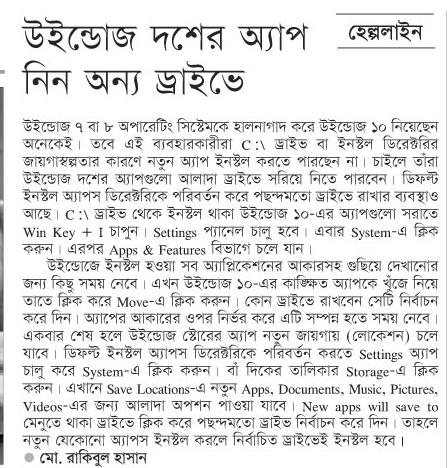 উইন্ডোজ দশের অ্যাপ
নিন অন্য ড্রাইভে
হেল্পলাইন
উইন্ডোজ ৭ বা ৮ অপারেটিং সিস্টেমকে হালনাগাদ করে উইন্ডোজ ১০ নিয়েছেন
অনেকেই। তবে এই ব্যবহারকারীরা C:\ ড্রাইভ বা ইনস্টল ডিরেক্টরির
জায়গাস্বল্পতার কারণে নতুন অ্যাপ ইনস্টল করতে পারছেন না। চাইলে তাঁরা
উইন্ডোজ দশের অ্যাপগুলো আলাদা ড্রাইভে সরিয়ে নিতে পারবেন। ডিফল্ট
ইনস্টল অ্যাপস ডিরেক্টরিকে পরিবর্তন করে পছন্দমতো ড্রাইভে রাখার ব্যবস্থাও
আছে। C:\ ড্রাইভ থেকে ইনস্টল থাকা উইন্ডোজ ১০-এর অ্যাপগুলো সরাতে
Win Key + I চাপুন। Settings প্যানেল চালু হবে। এবার System-এ ক্লিক
করুন। এরপর Apps & Features বিভাগে চলে যান।
উইন্ডোজে ইনস্টল হওয়া সব অ্যাপ্লিকেশনের আকারসহ গুছিয়ে দেখানোর
জন্য কিছু সময় নেবে। এখন উইন্ডোজ ১০-এর কাঙ্ক্ষিত অ্যাপকে খুঁজে নিয়ে
তাতে ক্লিক করে Move-এ ক্লিক করুন। কোন ড্রাইভে রাখবেন সেটি নির্বাচন
করে দিন। অ্যাপের আকারের ওপর নির্ভর করে এটি সম্পন্ন হতে সময় নেবে।
একবার শেষ হলে উইন্ডোজ স্টোরের অ্যাপ নতুন জায়গায় (লোকেশন) চলে
যাবে। ডিফল্ট ইনস্টল অ্যাপস ডিরেক্টরিকে পরিবর্তন করতে Settings অ্যাপ
চালু করে System-এ ক্লিক করুন। বাঁ দিকের তালিকার Storage-এ ক্লিক
করুন। এখানে Save Locations-এ নতুন Apps, Documents, Music, Pictures,
Videos-এর জন্য আলাদা অপশন পাওয়া যাবে। New apps will save to
মেনুতে থাকা ড্রাইভে ক্লিক করে পছন্দমতো ড্রাইভ নির্বাচন করে দিন। তাহলে
নতুন যেকোনো অ্যাপস ইনস্টল করলে নির্বাচিত ড্রাইভেই ইনস্টল হবে।
● মো. রাকিবুল হাসান